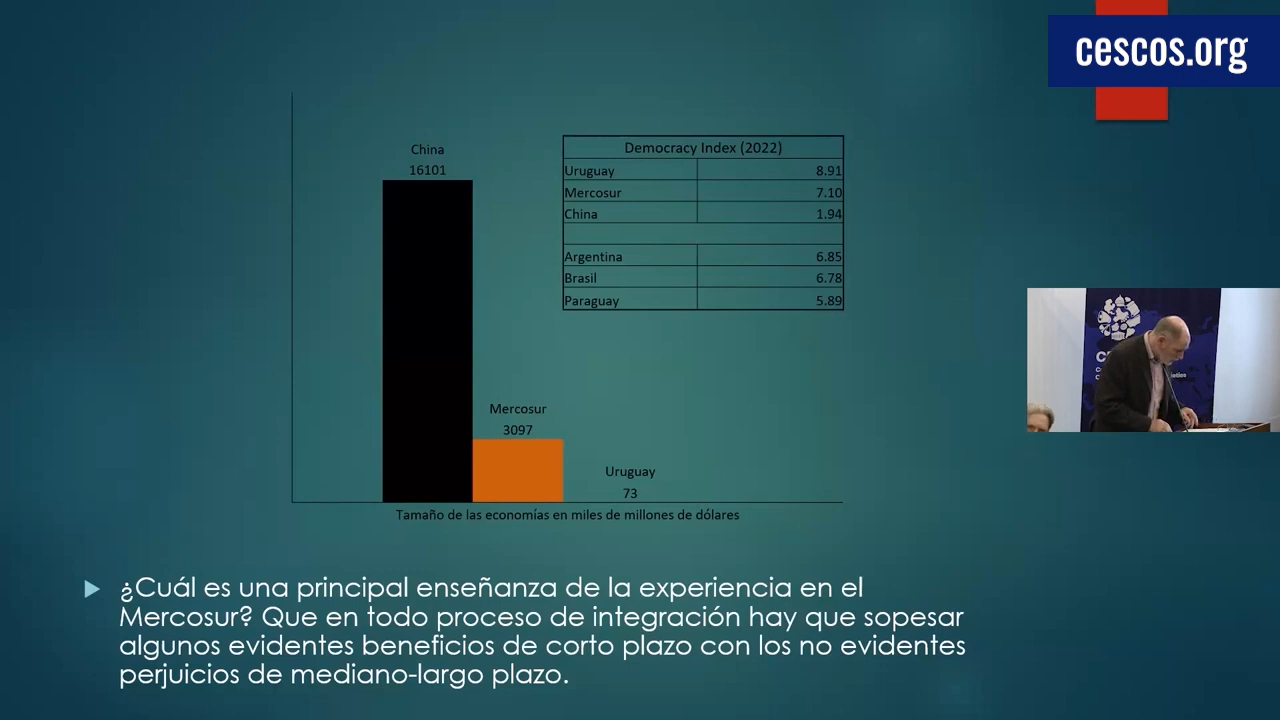 cescos.org
China
16101
Democracy Index (2022)
Uruguay 8.91
Mercosur 7.10
China 1.94
Argentina 6.85
Brasil 6.78
Paraguay 5.89
Mercosur
3097
Uruguay
73
Tamaño de las economías en miles de millones de dólares
¿Cuál es una principal enseñanza de la experiencia en el
Mercosur? Que en todo proceso de integración hay que sopesar
algunos evidentes beneficios de corto plazo con los no evidentes
perjuicios de mediano-largo plazo.